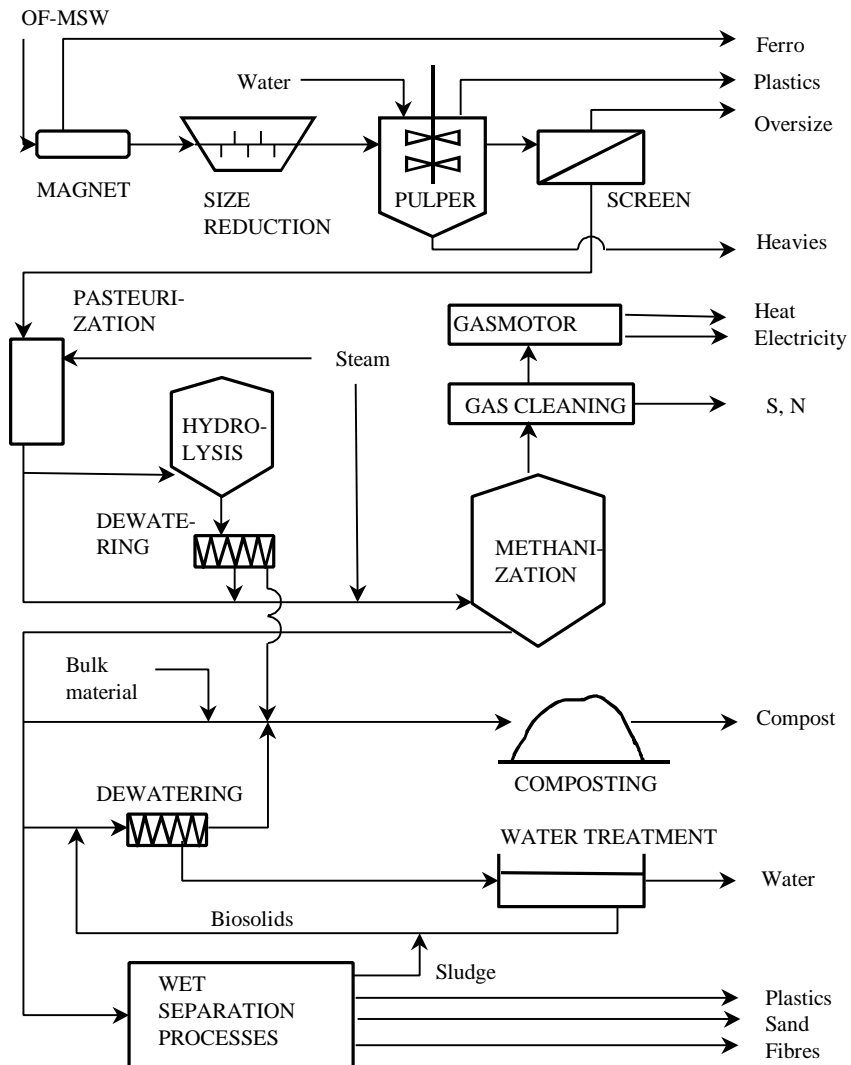 OF-MSW
Ferro
Water
Plastics
Oversize
MAGNET
SIZE
REDUCTION
PULPER
SCREEN
Heavies
PASTEURI-
ZATION
GASMOTOR
Heat
Electricity
Steam
GAS CLEANING
S, N
HYDRO-
LYSIS
DEWATE-
RING
METHANI-
ZATION
Bulk
material
Compost
COMPOSTING
DEWATERING
WATER TREATMENT
Water
Biosolids
Sludge
WET
SEPARATION
PROCESSES
Plastics
Sand
Fibres